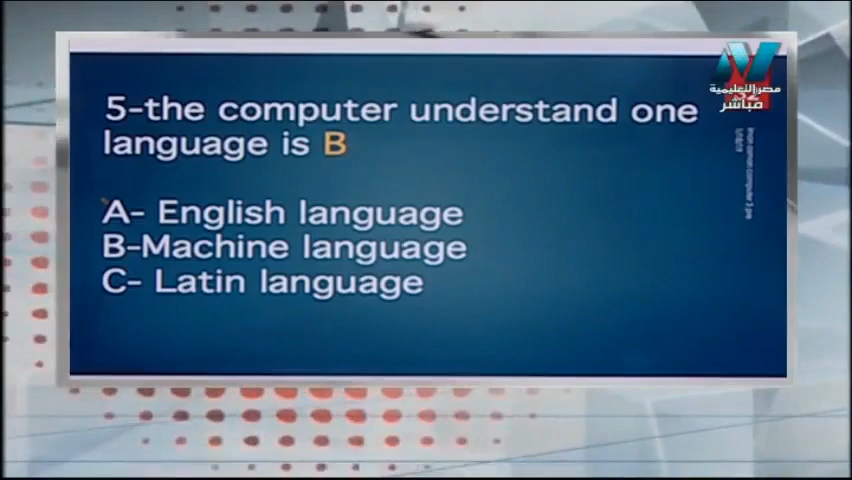 5-the computer understand one
language is B
A- English language
B-Machine language
C- Latin language
مصر التعليمية
مباشر